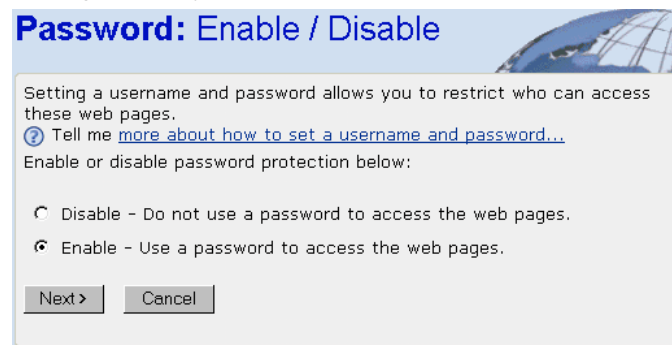 Password: Enable / Disable
Setting a username and password allows you to restrict who can access
these web pages.
Tell me more about how to set a username and password...
Enable or disable password protection below:
Disable – Do not use a password to access the web pages.
Enable – Use a password to access the web pages.
Next> Cancel